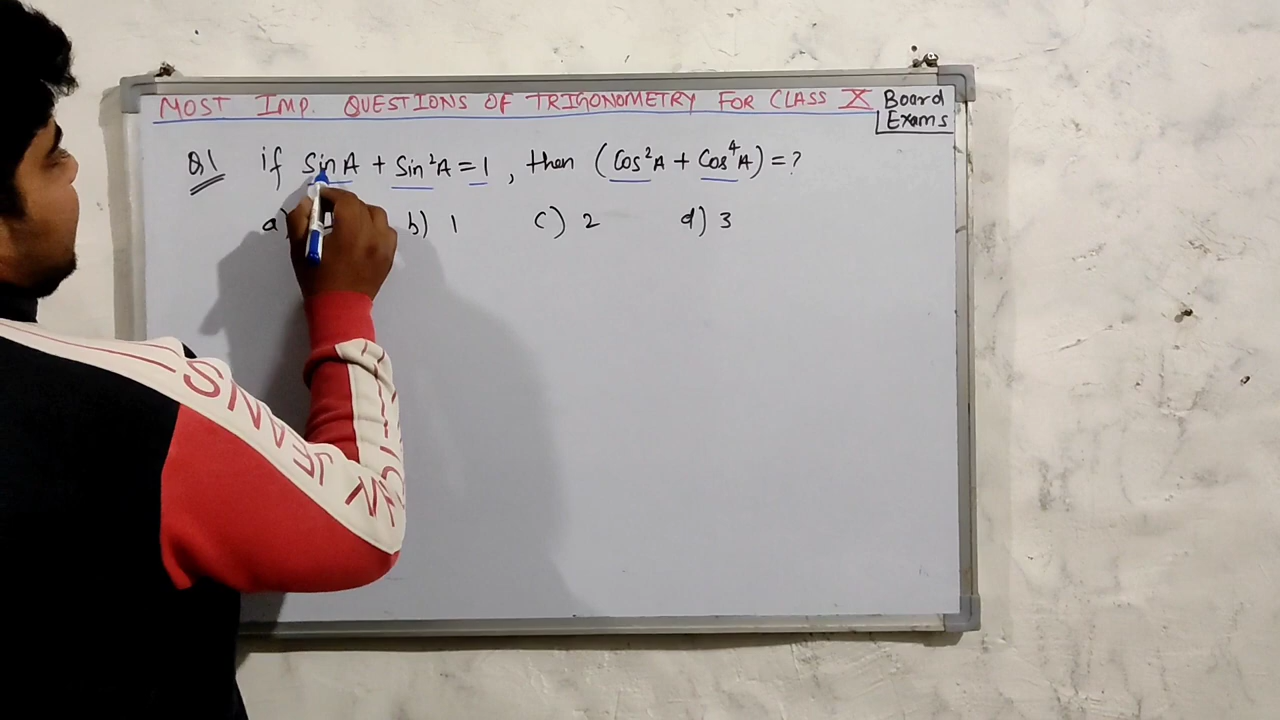 MOST IMP. QUESTIONS OF TRIGONOMETRY FOR CLASS X Board Exams
Q1 if SinA + Sin²A = 1, then (Cos²A + Cos⁴A) = ?
a) b) 1 c) 2 d) 3
JEANS